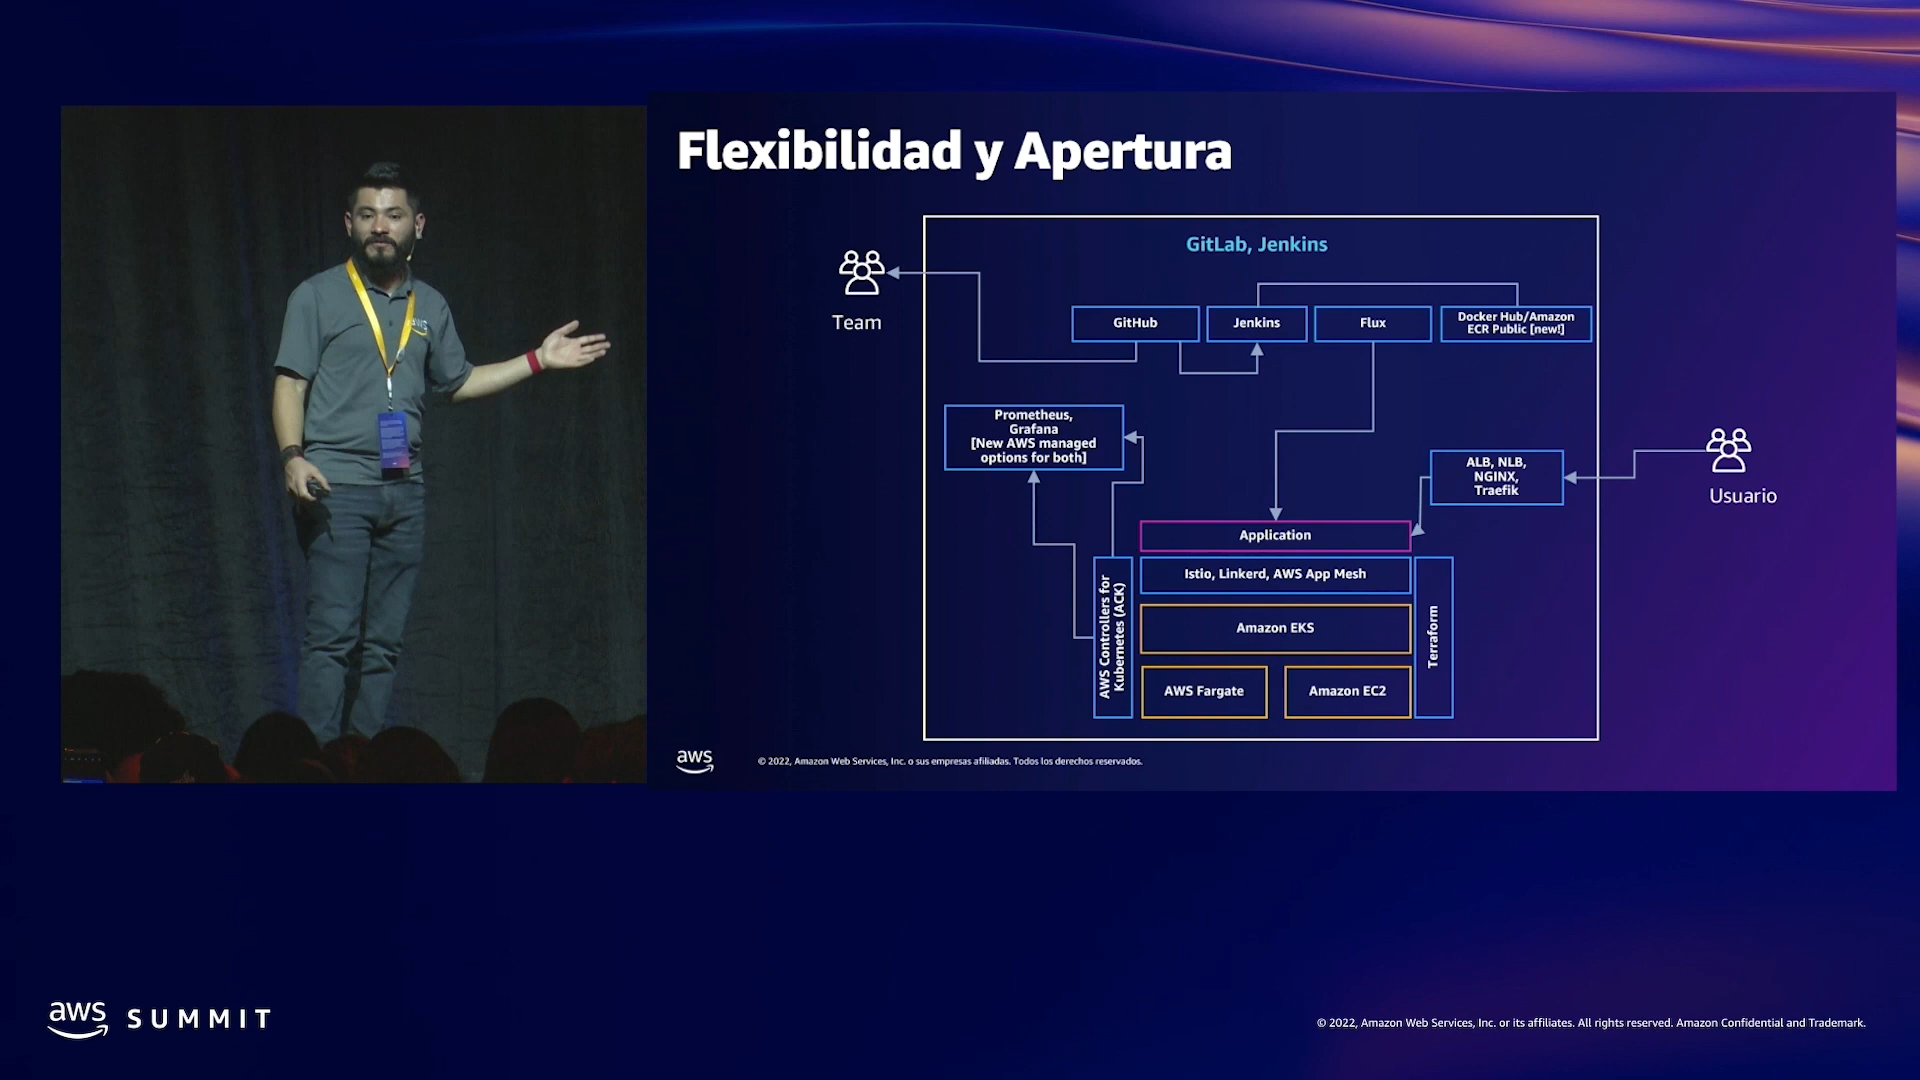 Flexibilidad y Apertura
GitLab, Jenkins
Team
GitHub
Jenkins
Flux
Docker Hub/Amazon
ECR Public [new!]
Prometheus,
Grafana
[New AWS managed
options for both]
ALB, NLB,
NGINX,
Traefik
Usuario
Application
Istio, Linkerd, AWS App Mesh
Amazon EKS
AWS Fargate
Amazon EC2
AWS Controllers for
Kubernetes (ACK)
Terraform
aws
© 2022, Amazon Web Services, Inc. o sus empresas afiliadas. Todos los derechos reservados.
aws SUMMIT
© 2022, Amazon Web Services, Inc. or its affiliates. All rights reserved. Amazon Confidential and Trademark.